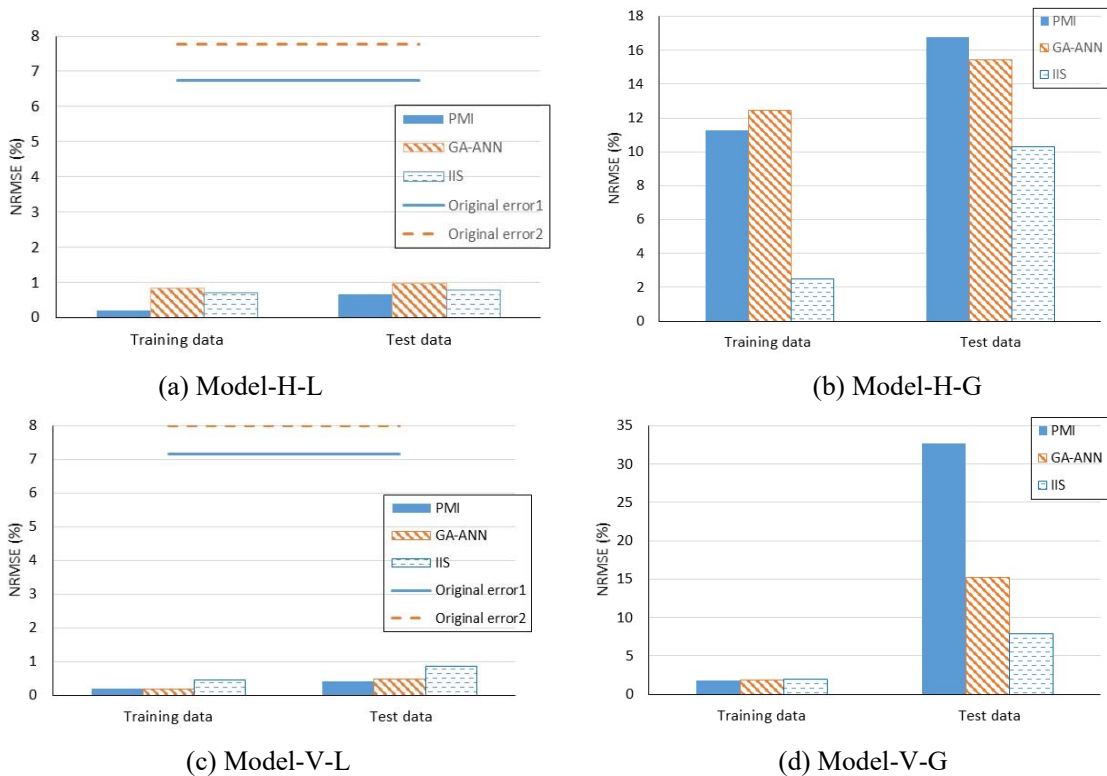 8
7
6
5
4
3
2
1
0
NRMSE (%)
PMI
GA-ANN
IIS
Original error1
Original error2
Training data
Test data
(a) Model-H-L
18
16
14
12
10
8
6
4
2
0
NRMSE (%)
PMI
GA-ANN
IIS
Training data
Test data
(b) Model-H-G
8
7
6
5
4
3
2
1
0
NRMSE (%)
PMI
GA-ANN
IIS
Original error1
Original error2
Training data
Test data
(c) Model-V-L
35
30
25
20
15
10
5
0
NRMSE (%)
PMI
GA-ANN
IIS
Training data
Test data
(d) Model-V-G